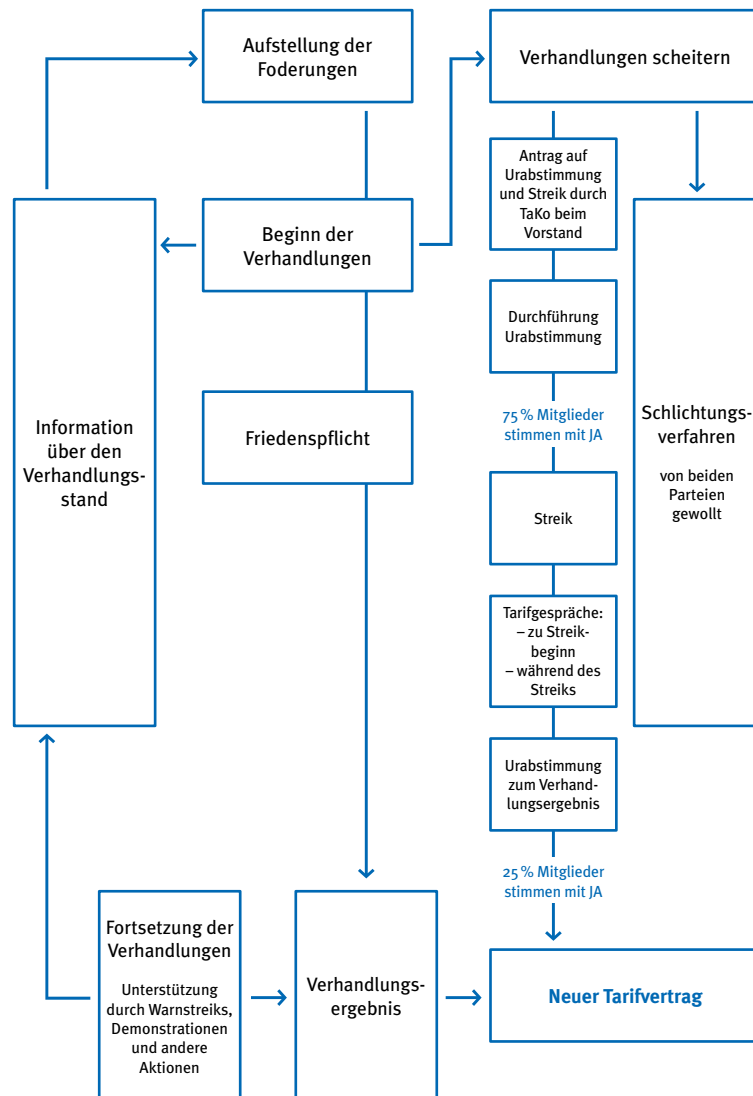 Aufstellung der
Foderungen
Verhandlungen scheitern
Antrag auf
Urabstimmung
und Streik durch
TaKo beim
Vorstand
Beginn der
Verhandlungen
Durchführung
Urabstimmung
Information
über den
Verhandlungs-
stand
Friedenspflicht
75 % Mitglieder
stimmen mit JA
Schlichtungs-
verfahren
von beiden
Parteien
gewollt
Streik
Tarifgespräche:
– zu Streik-
beginn
– während des
Streiks
Urabstimmung
zum Verhand-
lungsergebnis
25 % Mitglieder
stimmen mit JA
Fortsetzung der
Verhandlungen
Unterstützung
durch Warnstreiks,
Demonstrationen
und andere
Aktionen
Verhandlungs-
ergebnis
Neuer Tarifvertrag